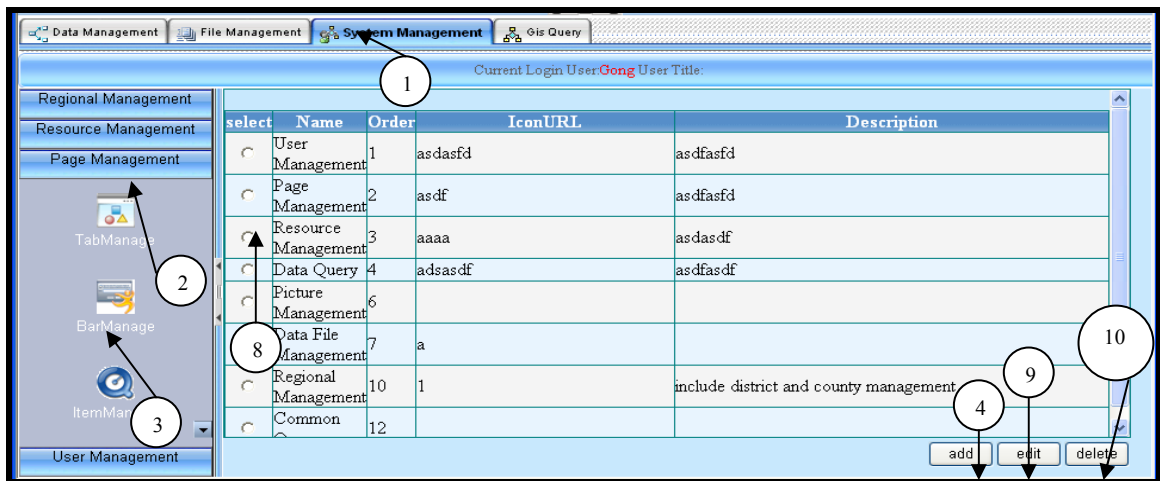 Data Management File Management System Management Gis Query
1
Current Login User:Gong User Title:
Regional Management
Resource Management
Page Management
TabManage
2
BarManage
3
ItemMan
User Management
select Name Order IconURL Description
User Management 1 asdasfd asdfasfd
Page Management 2 asdf asdfasfd
Resource Management 3 aaaa asdasdf
Data Query 4 adsasdf asdfasdf
Picture Management 6
8
Data File Management 7 a
10
Regional Management 10 1 include district and county management
9
4
Common 12
add edit delete